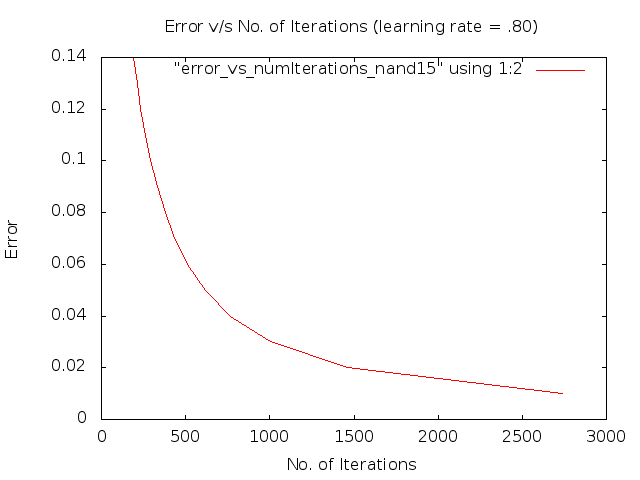 Error v/s No. of Iterations (learning rate = .80)
"error_vs_numIterations_nand15" using 1:2
0.14
0.12
0.1
0.08
0.06
0.04
0.02
0
Error
0 500 1000 1500 2000 2500 3000
No. of Iterations